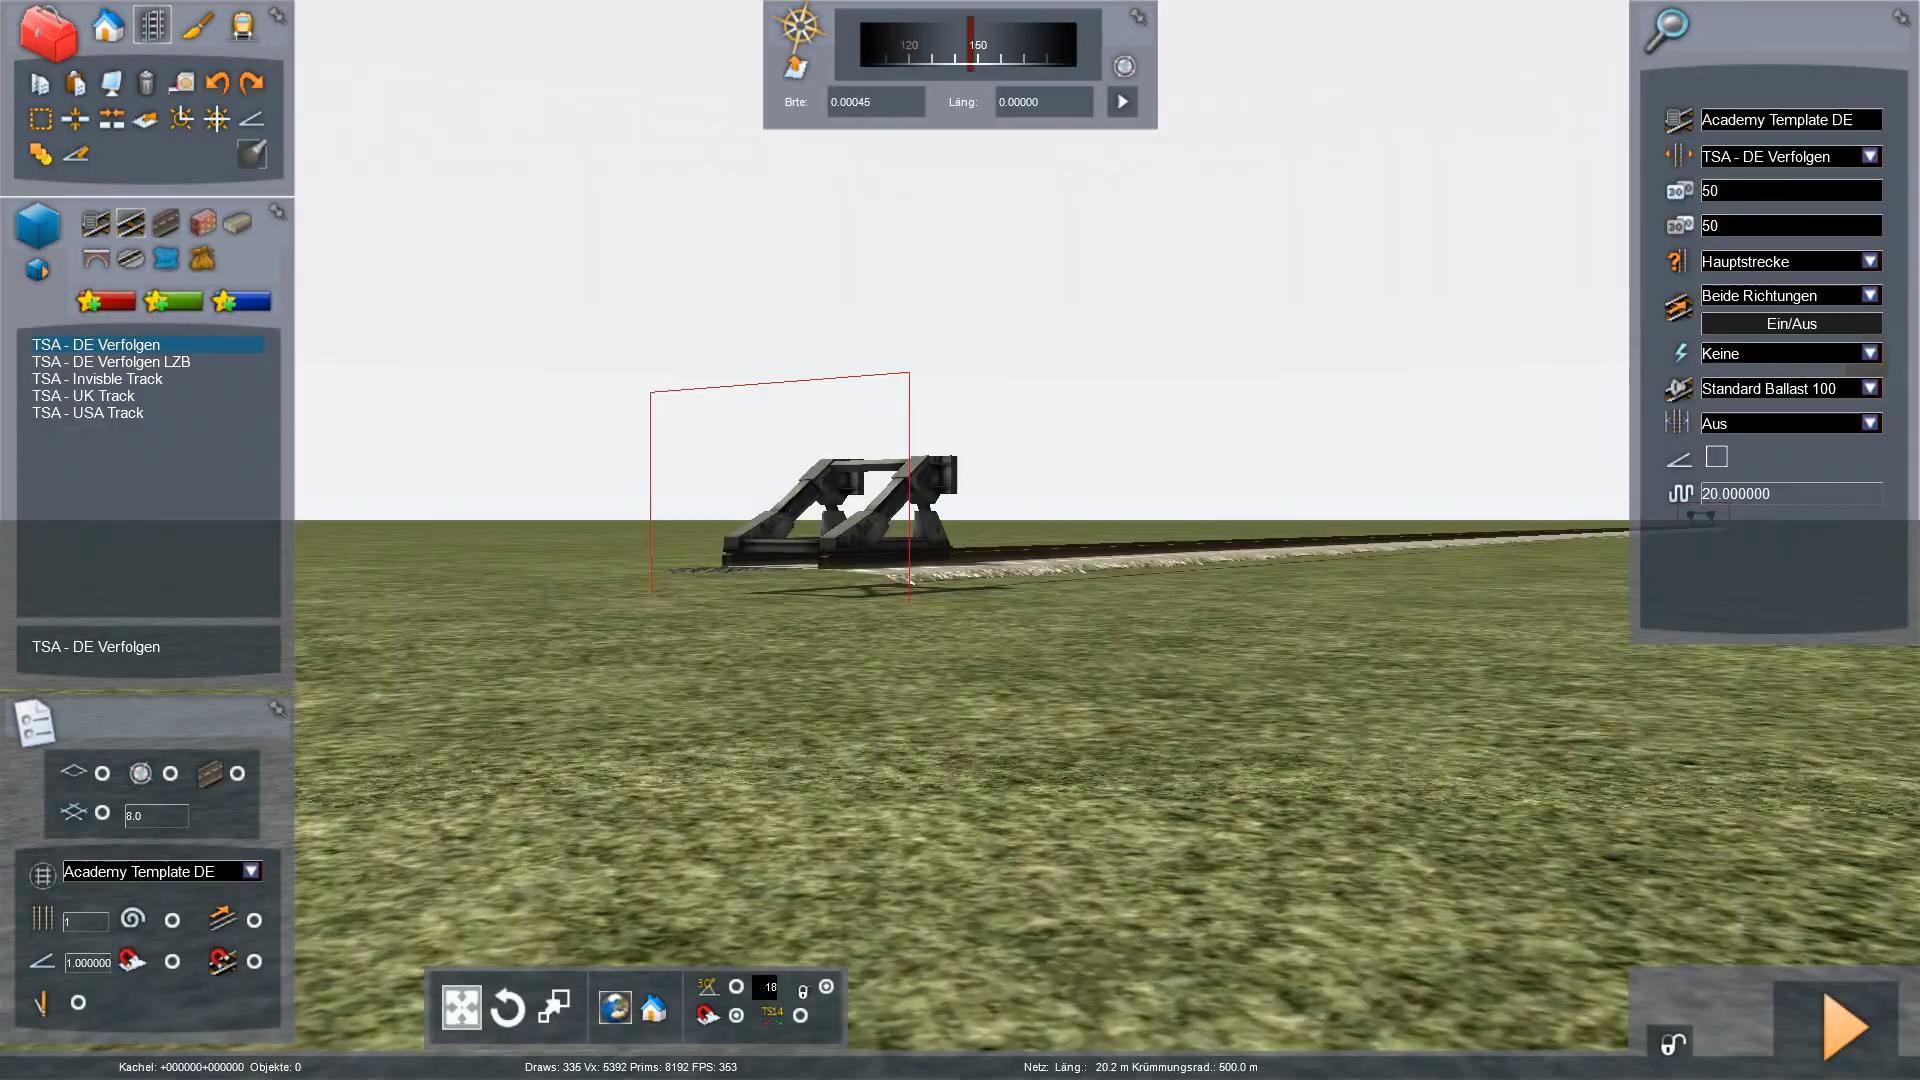 120
150
Brte:
0.00045
Läng:
0.00000
Academy Template DE
TSA - DE Verfolgen
50
50
Hauptstrecke
Beide Richtungen
Ein/Aus
Keine
Standard Ballast 100
Aus
20.000000
TSA - DE Verfolgen
TSA - DE Verfolgen LZB
TSA - Invisble Track
TSA - UK Track
TSA - USA Track
TSA - DE Verfolgen
8.0
Academy Template DE
1
1.000000
30°
18
TS14
Kachel: +000000+000000 Objekte: 0
Draws: 335 Vx: 5392 Prims: 8192 FPS: 353
Netz: Läng.: 20.2 m Krümmungsrad.: 500.0 m